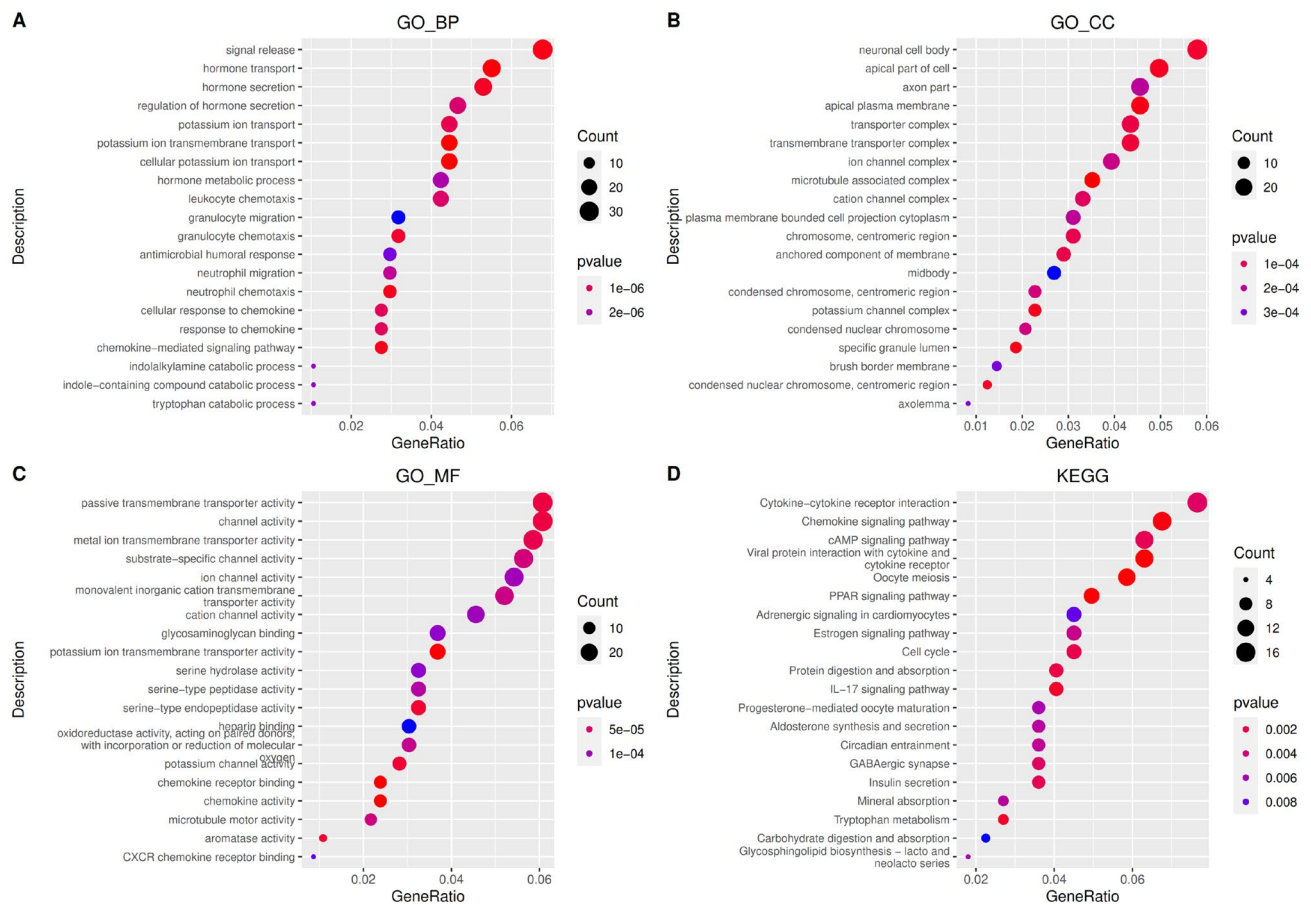 A
GO_BP
Description
signal release
hormone transport
hormone secretion
regulation of hormone secretion
potassium ion transport
potassium ion transmembrane transport
cellular potassium ion transport
hormone metabolic process
leukocyte chemotaxis
granulocyte migration
granulocyte chemotaxis
antimicrobial humoral response
neutrophil migration
neutrophil chemotaxis
cellular response to chemokine
response to chemokine
chemokine−mediated signaling pathway
indolalkylamine catabolic process
indole−containing compound catabolic process
tryptophan catabolic process
0.02 0.04 0.06
GeneRatio
Count
10
20
30
pvalue
1e−06
2e−06
B
GO_CC
Description
neuronal cell body
apical part of cell
axon part
apical plasma membrane
transporter complex
transmembrane transporter complex
ion channel complex
microtubule associated complex
cation channel complex
plasma membrane bounded cell projection cytoplasm
chromosome, centromeric region
anchored component of membrane
midbody
condensed chromosome, centromeric region
potassium channel complex
condensed nuclear chromosome
specific granule lumen
brush border membrane
condensed nuclear chromosome, centromeric region
axolemma
0.01 0.02 0.03 0.04 0.05 0.06
GeneRatio
Count
10
20
pvalue
1e−04
2e−04
3e−04
C
GO_MF
Description
passive transmembrane transporter activity
channel activity
metal ion transmembrane transporter activity
substrate−specific channel activity
ion channel activity
monovalent inorganic cation transmembrane
transporter activity
cation channel activity
glycosaminoglycan binding
potassium ion transmembrane transporter activity
serine hydrolase activity
serine−type peptidase activity
serine−type endopeptidase activity
heparin binding
oxidoreductase activity, acting on paired donors,
with incorporation or reduction of molecular
oxygen
potassium channel activity
chemokine receptor binding
chemokine activity
microtubule motor activity
aromatase activity
CXCR chemokine receptor binding
0.02 0.04 0.06
GeneRatio
Count
10
20
pvalue
5e−05
1e−04
D
KEGG
Description
Cytokine−cytokine receptor interaction
Chemokine signaling pathway
cAMP signaling pathway
Viral protein interaction with cytokine and
cytokine receptor
Oocyte meiosis
PPAR signaling pathway
Adrenergic signaling in cardiomyocytes
Estrogen signaling pathway
Cell cycle
Protein digestion and absorption
IL−17 signaling pathway
Progesterone−mediated oocyte maturation
Aldosterone synthesis and secretion
Circadian entrainment
GABAergic synapse
Insulin secretion
Mineral absorption
Tryptophan metabolism
Carbohydrate digestion and absorption
Glycosphingolipid biosynthesis − lacto and
neolacto series
0.02 0.04 0.06
GeneRatio
Count
4
8
12
16
pvalue
0.002
0.004
0.006
0.008